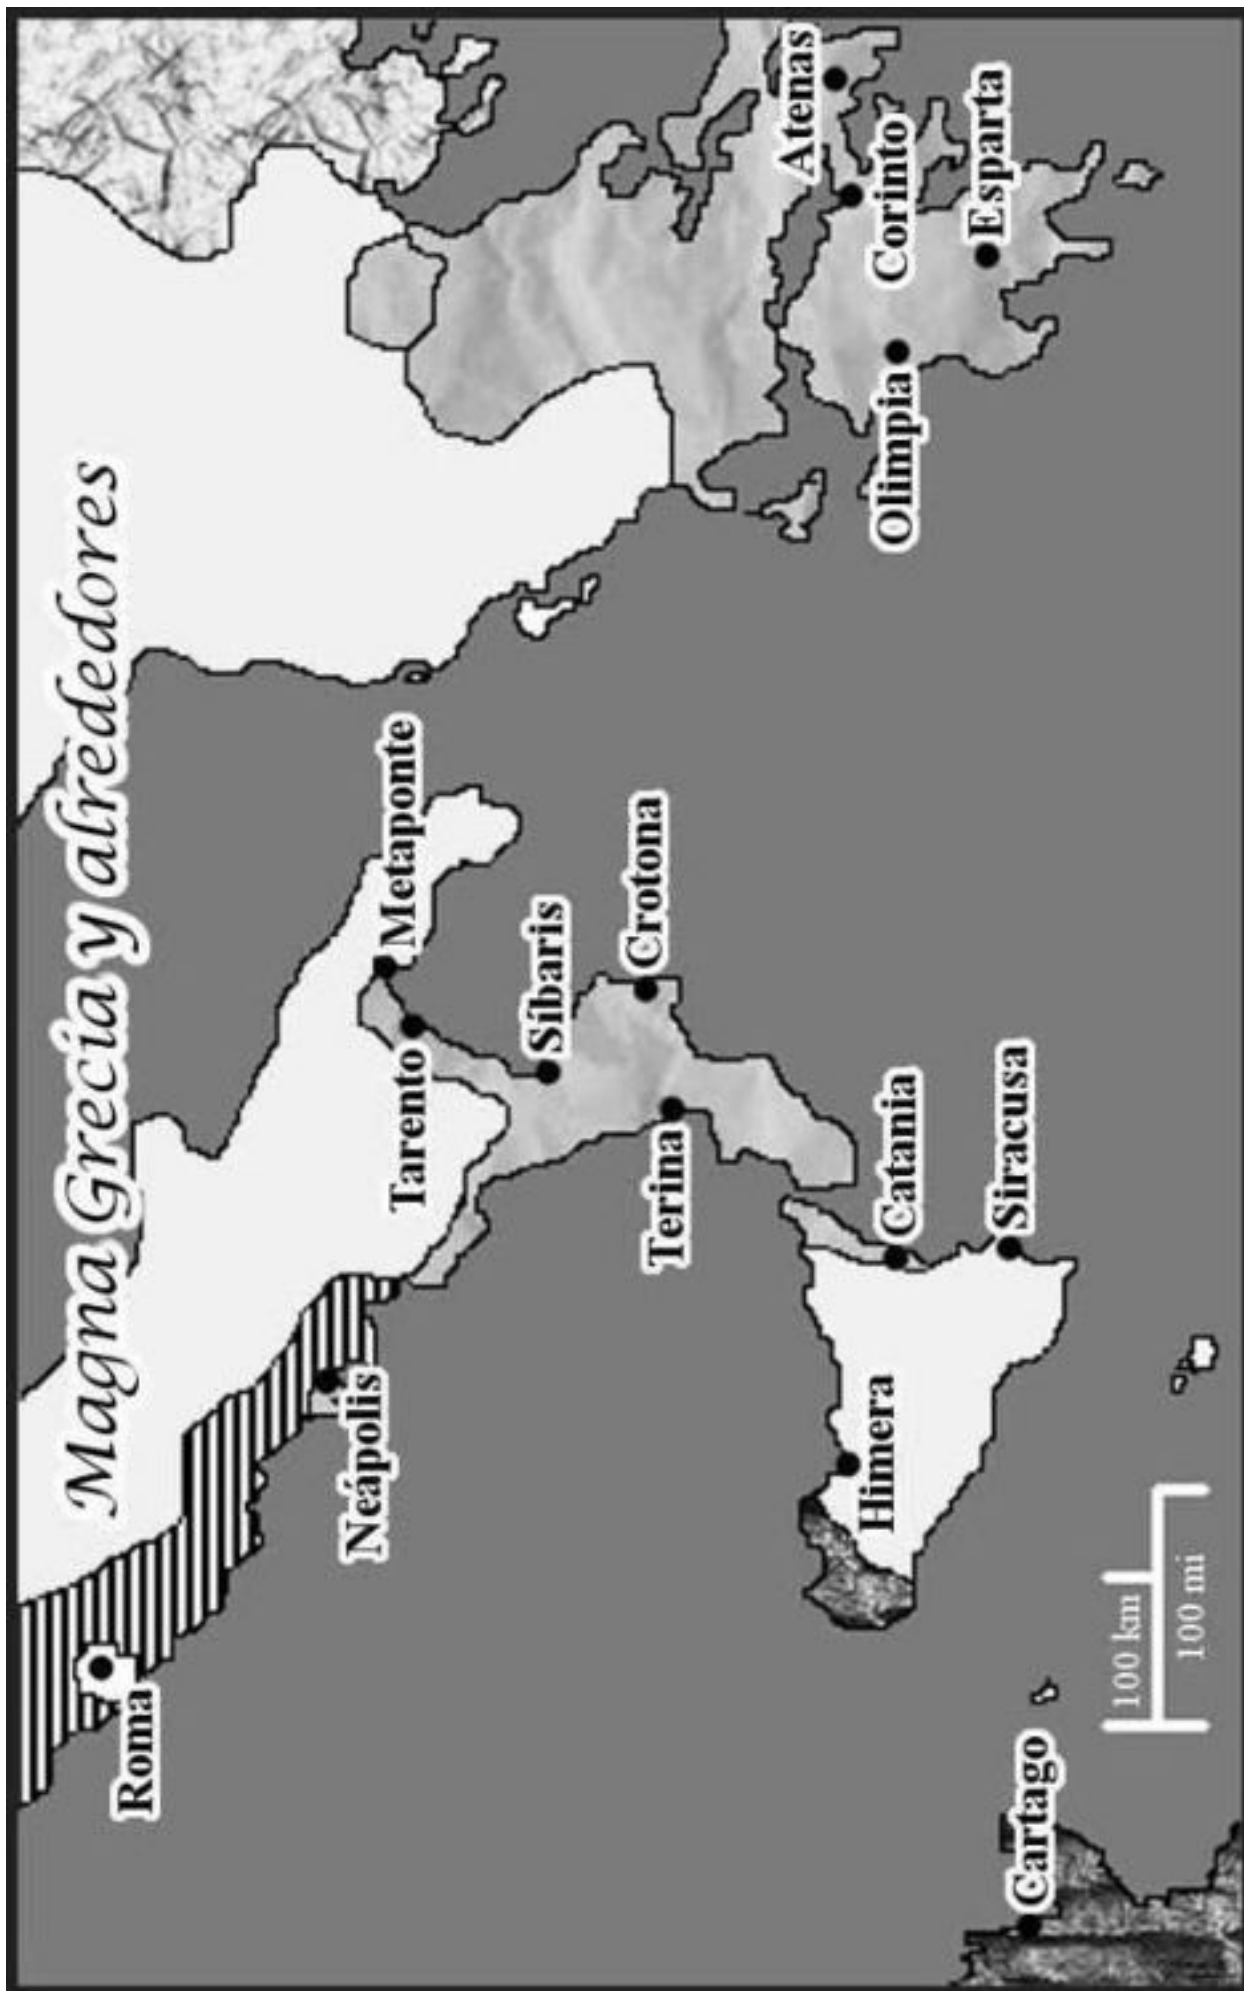 Magna Grecia y alrededores
Roma
Neápolis
Tarento
Metaponte
Síbaris
Crotona
Terina
Catania
Siracusa
Himera
Cartago
Atenas
Corinto
Esparta
Olimpia
100 km
100 mi